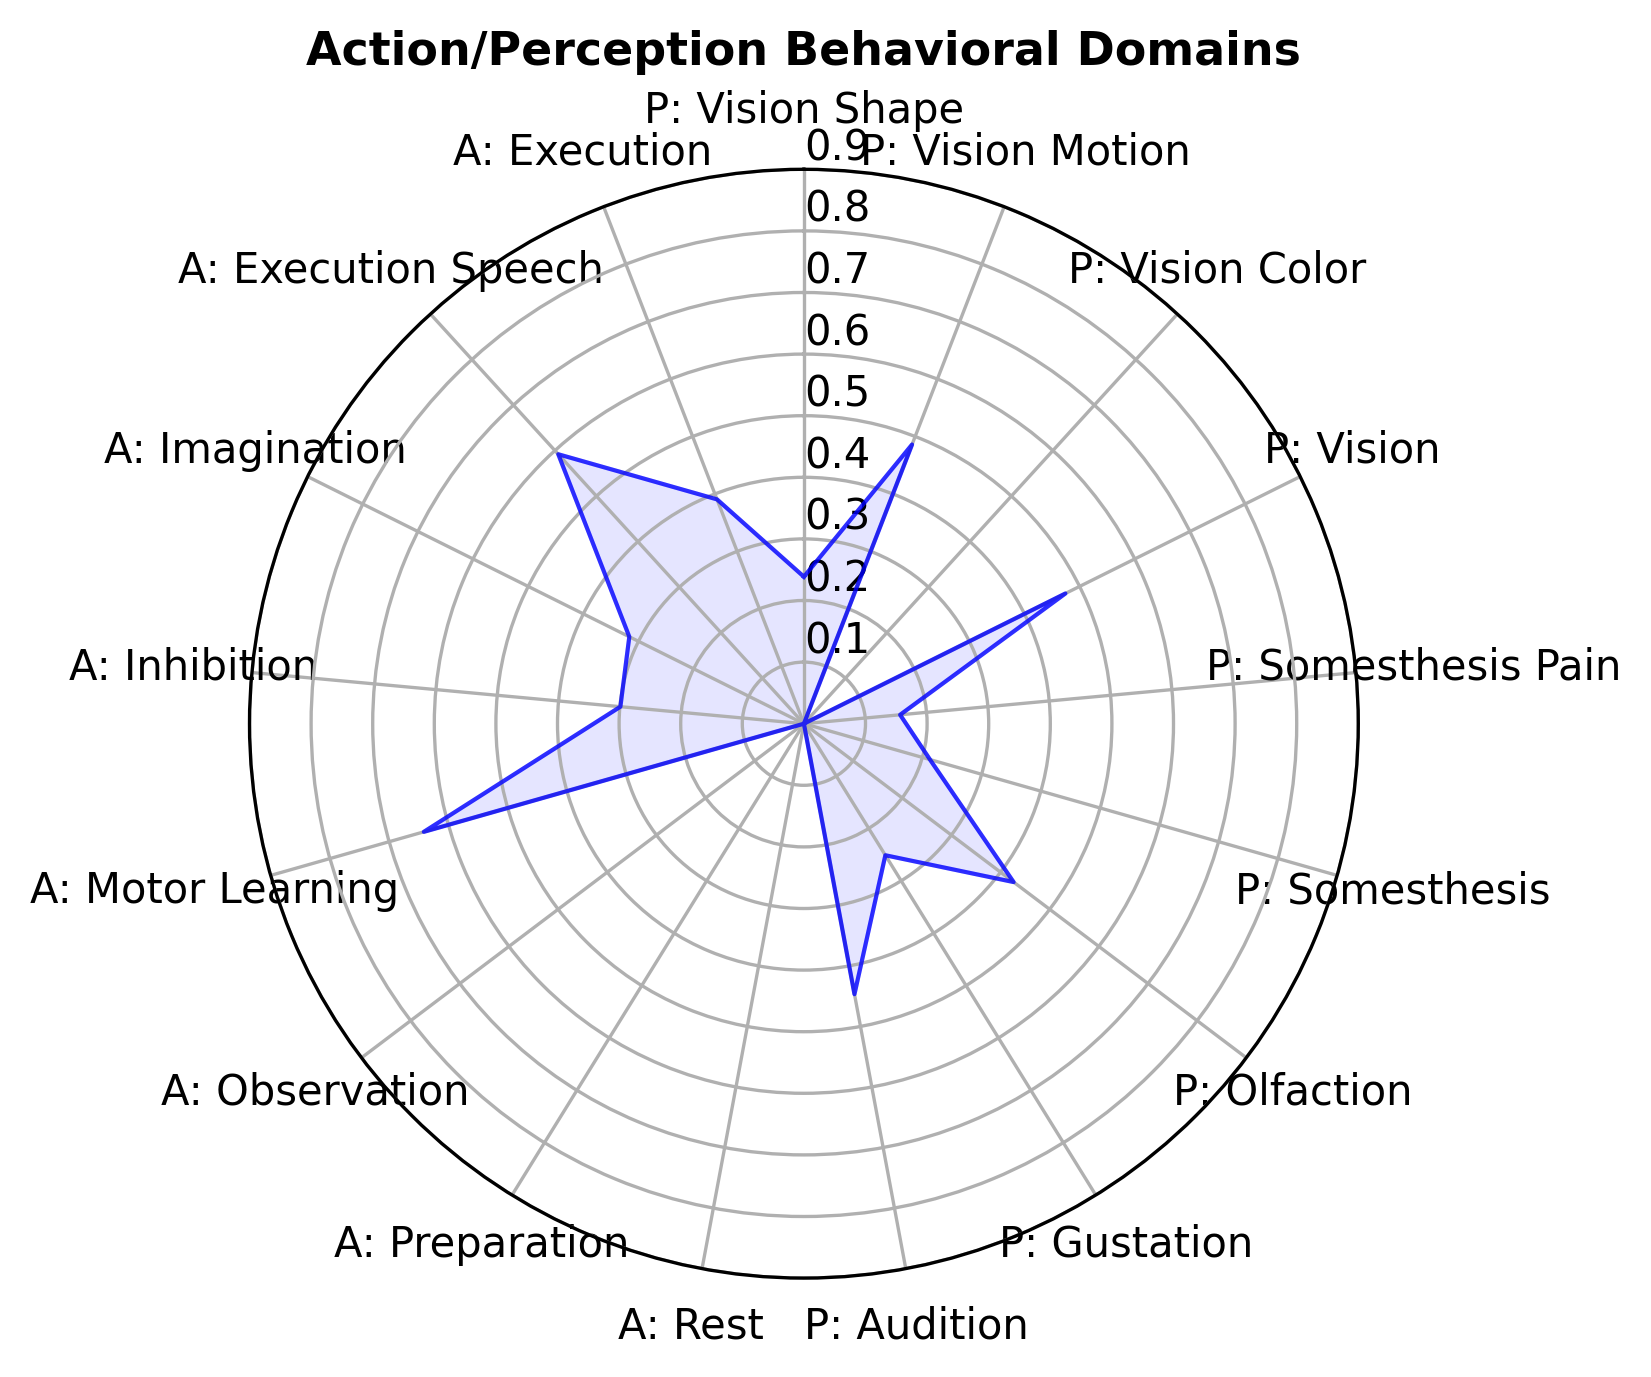 Action/Perception Behavioral Domains
P: Vision Shape
A: Execution
0.9
P: Vision Motion
0.8
A: Execution Speech
0.7
P: Vision Color
0.6
0.5
A: Imagination
0.4
P: Vision
0.3
0.2
0.1
A: Inhibition
P: Somesthesis Pain
A: Motor Learning
P: Somesthesis
A: Observation
P: Olfaction
A: Preparation
P: Gustation
A: Rest
P: Audition